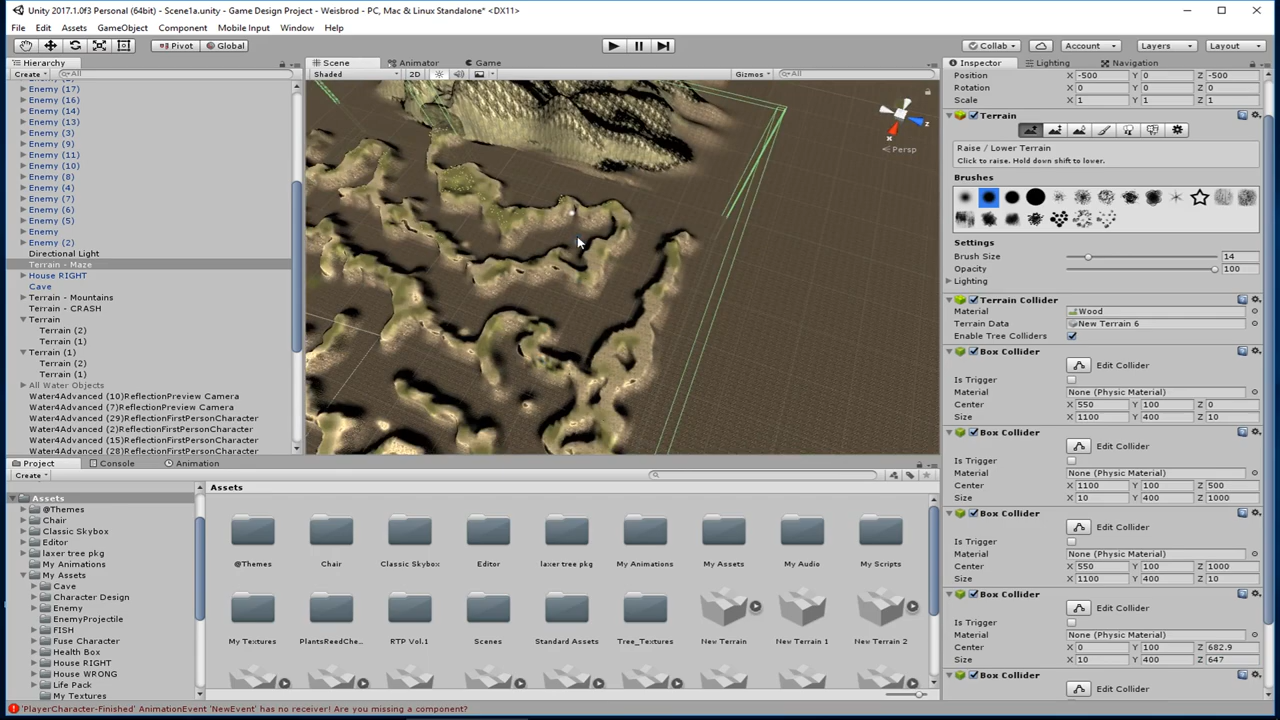 Unity 2017.1.0f3 Personal (64bit) - Scene1a.unity - Game Design Project - Weisbrod - PC, Mac & Linux Standalone* <DX11>
File Edit Assets GameObject Component Mobile Input Window Help
Pivot Global Collab Account Layers Layout
Hierarchy
Create All
Enemy (17)
Enemy (16)
Enemy (14)
Enemy (13)
Enemy (3)
Enemy (9)
Enemy (11)
Enemy (10)
Enemy (8)
Enemy (4)
Enemy (7)
Enemy (6)
Enemy (5)
Enemy
Enemy (2)
Directional Light
Terrain - Maze
House RIGHT
Cave
Terrain - Mountains
Terrain - CRASH
Terrain
Terrain (2)
Terrain (1)
Terrain (1)
Terrain (2)
Terrain (1)
All Water Objects
Water4Advanced (10)ReflectionPreview Camera
Water4Advanced (7)ReflectionPreview Camera
Water4Advanced (29)ReflectionFirstPersonCharacter
Water4Advanced (2)ReflectionFirstPersonCharacter
Water4Advanced (15)ReflectionFirstPersonCharacter
Water4Advanced (28)ReflectionFirstPersonCharacter
Scene Animator Game
Shaded 2D Gizmos All
x z
Persp
Inspector Lighting Navigation
Position X -500 Y 0 Z -500
Rotation X 0 Y 0 Z 0
Scale X 1 Y 1 Z 1
Terrain
Raise / Lower Terrain
Click to raise. Hold down shift to lower.
Brushes
Settings
Brush Size 14
Opacity 100
Lighting
Terrain Collider
Material Wood
Terrain Data New Terrain 6
Enable Tree Colliders
Box Collider
Edit Collider
Is Trigger
Material None (Physic Material)
Center X 550 Y 100 Z 0
Size X 1100 Y 400 Z 10
Box Collider
Edit Collider
Is Trigger
Material None (Physic Material)
Center X 1100 Y 100 Z 500
Size X 10 Y 400 Z 1000
Box Collider
Edit Collider
Is Trigger
Material None (Physic Material)
Center X 550 Y 100 Z 1000
Size X 1100 Y 400 Z 10
Box Collider
Edit Collider
Is Trigger
Material None (Physic Material)
Center X 0 Y 100 Z 682.9
Size X 10 Y 400 Z 647
Box Collider
Edit Collider
Project Console Animation
Create
Assets
@Themes
Chair
Classic Skybox
Editor
laxer tree pkg
My Animations
My Assets
Cave
Character Design
Enemy
EnemyProjectile
FISH
Fuse Character
Health Box
House RIGHT
House WRONG
Life Pack
My Textures
Assets
@Themes Chair Classic Skybox Editor laxer tree pkg My Animations My Assets My Audio My Scripts
My Textures PlantsReedChe... RTP Vol.1 Scenes Standard Assets Tree_Textures New Terrain New Terrain 1 New Terrain 2
'PlayerCharacter-Finished' AnimationEvent 'NewEvent' has no receiver! Are you missing a component?